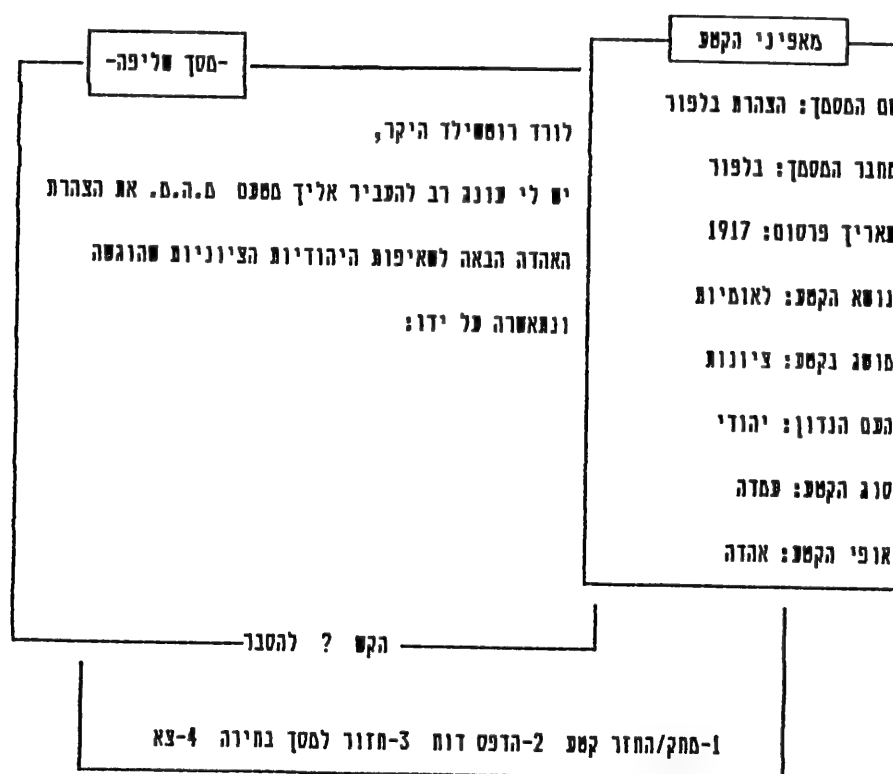 מאפיני הקטע
שם המסמך: הצהרת בלפור
מחבר המסמך: בלפור
תאריך פרסום: 1917
נושא הקטע: לאומיות
מושג בקטע: ציונות
העם הנדון: יהודי
סוג הקטע: עמדה
אופי הקטע: אהדה
-מסך שליפה-
לורד רוטשילד היקר,
יש לי עונג רב להעביר אליך מטעם מ.ה.מ. את הצהרת
האהדה הבאה לשאיפות היהודיות הציוניות שהוגשה
ונתאשרה על ידו:
הקש ? להסבר
1-מחק/החזר קטע 2-הדפס דוח 3-חזור למסך בחירה 4-צא